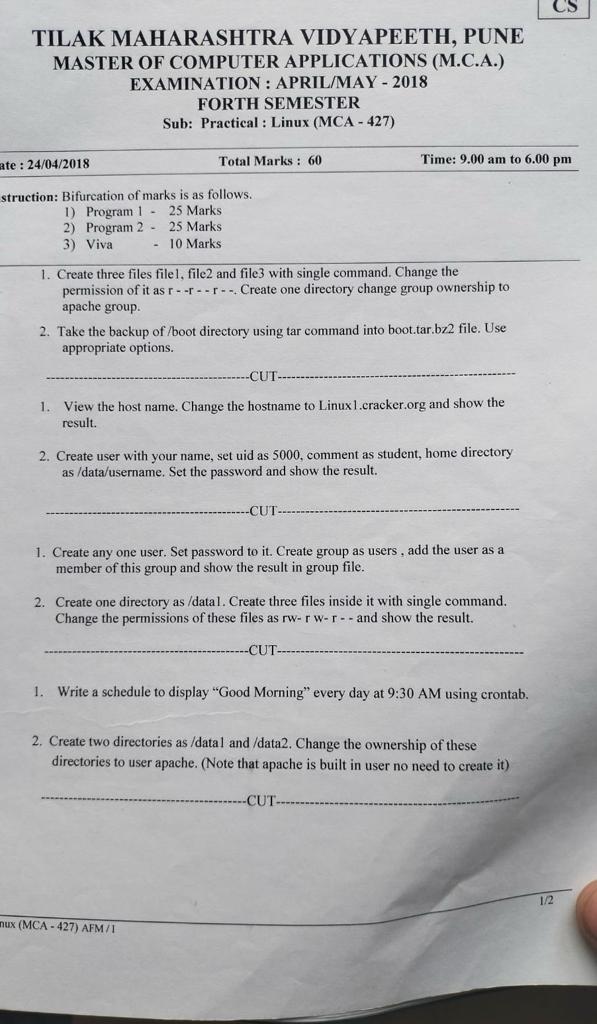 CS
TILAK MAHARASHTRA VIDYAPEETH, PUNE
MASTER OF COMPUTER APPLICATIONS (M.C.A.)
EXAMINATION : APRIL/MAY - 2018
FORTH SEMESTER
Sub: Practical : Linux (MCA - 427)
ate : 24/04/2018 Total Marks : 60 Time: 9.00 am to 6.00 pm
struction: Bifurcation of marks is as follows.
1) Program 1 - 25 Marks
2) Program 2 - 25 Marks
3) Viva - 10 Marks
1. Create three files file1, file2 and file3 with single command. Change the
permission of it as r - -r - - r - -. Create one directory change group ownership to
apache group.
2. Take the backup of /boot directory using tar command into boot.tar.bz2 file. Use
appropriate options.
-----------------------------------------CUT-----------------------------------------
1. View the host name. Change the hostname to Linux1.cracker.org and show the
result.
2. Create user with your name, set uid as 5000, comment as student, home directory
as /data/username. Set the password and show the result.
-----------------------------------------CUT-----------------------------------------
1. Create any one user. Set password to it. Create group as users , add the user as a
member of this group and show the result in group file.
2. Create one directory as /data1. Create three files inside it with single command.
Change the permissions of these files as rw- r w- r - - and show the result.
-----------------------------------------CUT-----------------------------------------
1. Write a schedule to display “Good Morning” every day at 9:30 AM using crontab.
2. Create two directories as /data1 and /data2. Change the ownership of these
directories to user apache. (Note that apache is built in user no need to create it)
-----------------------------------------CUT-----------------------------------------
1/2
nux (MCA - 427) AFM / I